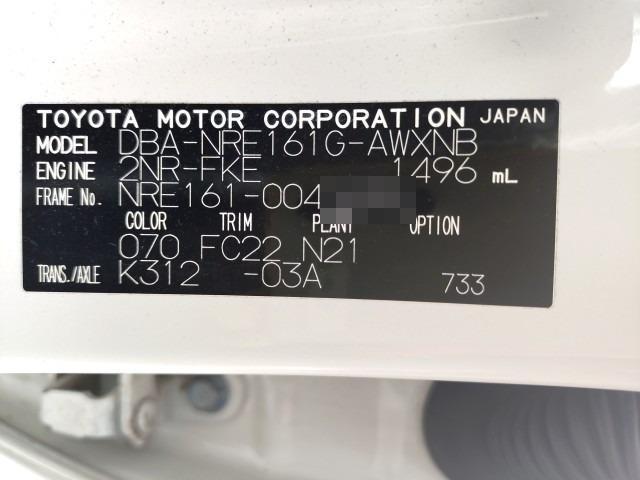 TOYOTA MOTOR CORPORATION JAPAN
MODEL DBA-NRE161G-AWXNB
ENGINE 2NR-FKE 1496 mL
FRAME No. NRE161-004
COLOR TRIM PLANT OPTION
070 FC22 N21
TRANS./AXLE K312 -03A 733